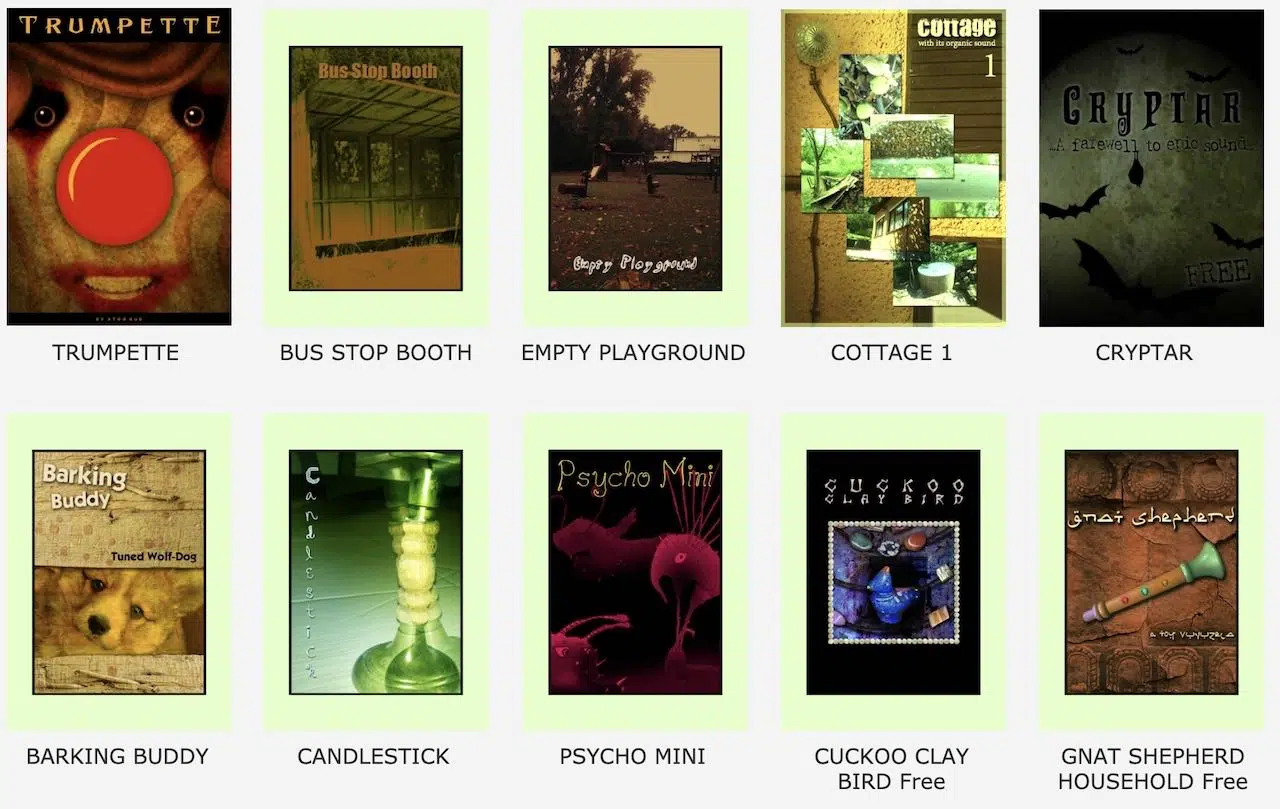 TRUMPETTE
Bus Stop Booth
Empty Playground
cottage
with its organic sound
1
CRYPTAR
...A farewell to epic sound...
FREE
TRUMPETTE
BUS STOP BOOTH
EMPTY PLAYGROUND
COTTAGE 1
CRYPTAR
Barking
Buddy
Tuned Wolf-Dog
Candlestick
Psycho Mini
CUCKOO
CLAY BIRD
gnat shepherd
a toy vuvuzela
BARKING BUDDY
CANDLESTICK
PSYCHO MINI
CUCKOO CLAY
BIRD Free
GNAT SHEPHERD
HOUSEHOLD Free